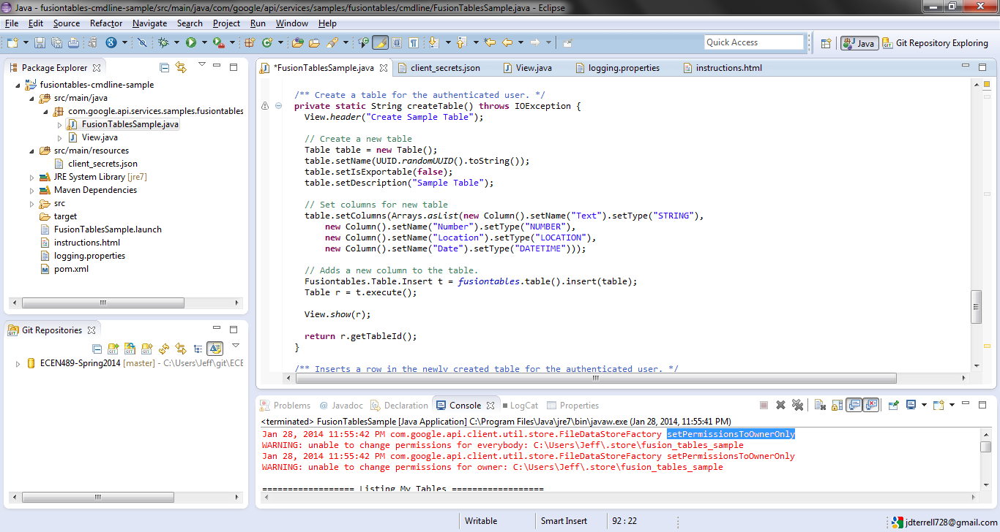 Java - fusiontables-cmdline-sample/src/main/java/com/google/api/services/samples/fusiontables/cmdline/FusionTablesSample.java - Eclipse
File Edit Source Refactor Navigate Search Project Run Window Help
Quick Access
Java
Git Repository Exploring
Package Explorer
fusiontables-cmdline-sample
src/main/java
com.google.api.services.samples.fusiontables
FusionTablesSample.java
View.java
src/main/resources
client_secrets.json
JRE System Library [jre7]
Maven Dependencies
src
target
FusionTablesSample.launch
instructions.html
logging.properties
pom.xml
Git Repositories
ECEN489-Spring2014 [master] - C:\Users\Jeff\git\ECE
*FusionTablesSample.java client_secrets.json View.java logging.properties instructions.html
/** Create a table for the authenticated user. */
private static String createTable() throws IOException {
View.header("Create Sample Table");
// Create a new table
Table table = new Table();
table.setName(UUID.randomUUID().toString());
table.setIsExportable(false);
table.setDescription("Sample Table");
// Set columns for new table
table.setColumns(Arrays.asList(new Column().setName("Text").setType("STRING"),
new Column().setName("Number").setType("NUMBER"),
new Column().setName("Location").setType("LOCATION"),
new Column().setName("Date").setType("DATETIME")));
// Adds a new column to the table.
Fusiontables.Table.Insert t = fusiontables.table().insert(table);
Table r = t.execute();
View.show(r);
return r.getTableId();
}
/** Inserts a row in the newly created table for the authenticated user. */
Problems @ Javadoc Declaration Console LogCat Properties
<terminated> FusionTablesSample [Java Application] C:\Program Files\Java\jre7\bin\javaw.exe (Jan 28, 2014, 11:55:41 PM)
Jan 28, 2014 11:55:42 PM com.google.api.client.util.store.FileDataStoreFactory setPermissionsToOwnerOnly
WARNING: unable to change permissions for everybody: C:\Users\Jeff\.store\fusion_tables_sample
Jan 28, 2014 11:55:42 PM com.google.api.client.util.store.FileDataStoreFactory setPermissionsToOwnerOnly
WARNING: unable to change permissions for owner: C:\Users\Jeff\.store\fusion_tables_sample
================== Listing My Tables ==================
Writable
Smart Insert
92 : 22
jdterrell728@gmail.com